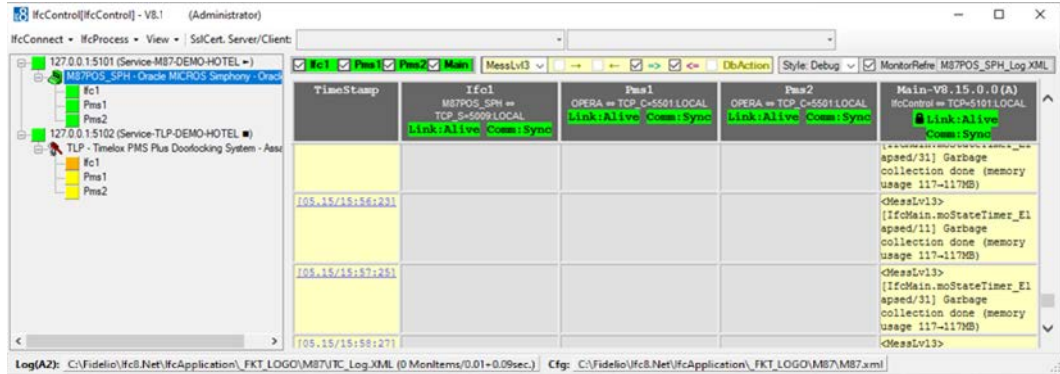 IfcControl[IfcControl] - V8.1 (Administrator)
IfcConnect IfcProcess View SslCert. Server/Client:
127.0.0.1:5101 (Service-M87-DEMO-HOTEL
M87POS_SPH - Oracle MICROS Simphony - Oracle
Ifc1
Pms1
Pms2
127.0.0.1:5102 (Service-TLP-DEMO-HOTEL ■)
TLP - Timelox PMS Plus Doorlocking System - Assa
Ifc1
Pms1
Pms2
Ifc1 Pms1 Pms2 Main MessLvl3 → ← => <= DbAction Style: Debug MontorRefre M87POS_SPH_Log.XML
TimeStamp Ifc1 Pms1 Pms2 Main-V8.15.0.0(A)
M87POS_SPH OPERA TCP_C=5501:LOCAL OPERA TCP_C=5501:LOCAL IfcControl TCP=5101:LOCAL
TCP_S=5009:LOCAL
Link:Alive Comm:Sync Link:Alive Comm:Sync Link:Alive Comm:Sync Link:Alive
Comm:Sync
[IfcMain.moStateTimer_El
apsed/31] Garbage
collection done (memory
usage 117→117MB)
[05.15/15:56:23] <MessLvl3>
[IfcMain.moStateTimer_El
apsed/11] Garbage
collection done (memory
usage 117→117MB)
[05.15/15:57:25] <MessLvl3>
[IfcMain.moStateTimer_El
apsed/31] Garbage
collection done (memory
usage 117→117MB)
[05.15/15:58:27] <MessLvl3>
Log(A2): C:\Fidelio\Ifc8.Net\IfcApplication\_FKT_LOGO\M87\ITC_Log.XML (0 MonItems/0.01+0.09sec.) Cfg: C:\Fidelio\Ifc8.Net\IfcApplication\_FKT_LOGO\M87\M87.xml